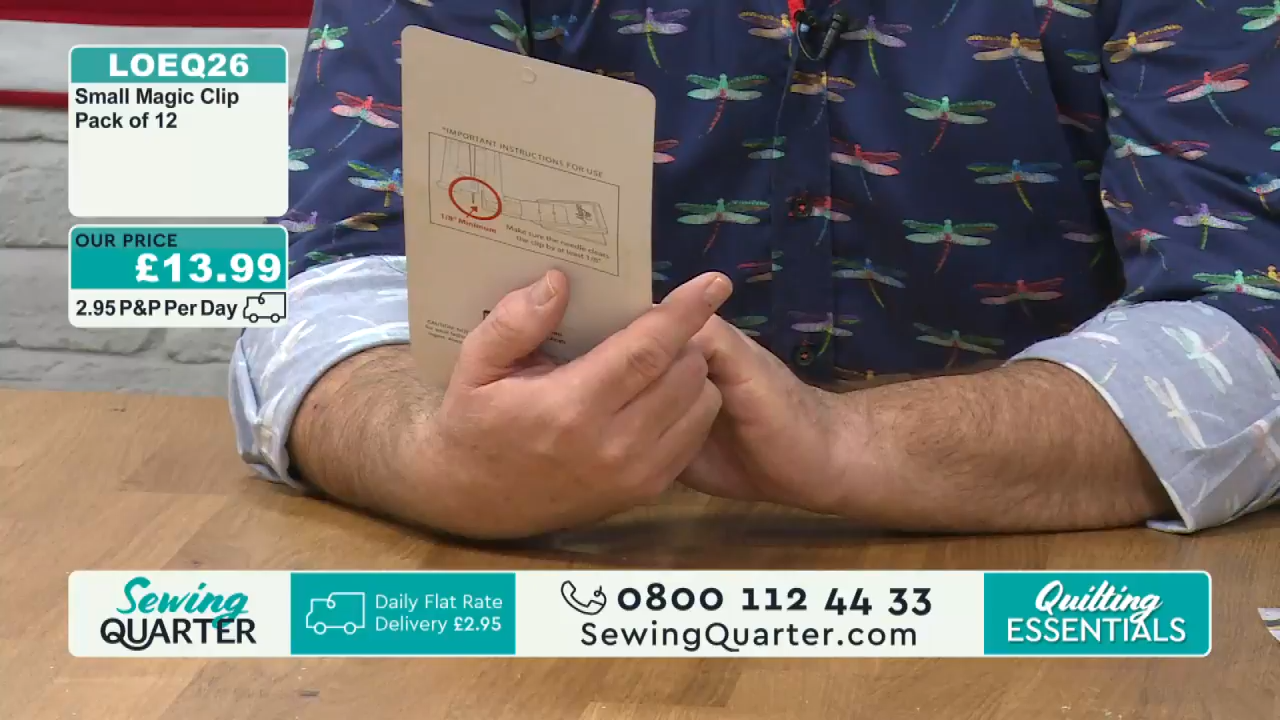 LOEQ26
Small Magic Clip
Pack of 12
OUR PRICE
£13.99
2.95 P&P Per Day
*IMPORTANT INSTRUCTIONS FOR USE
1/8" Minimum
Make sure the needle clears
the clip by at least 1/8"
Sewing
QUARTER
Daily Flat Rate
Delivery £2.95
0800 112 44 33
SewingQuarter.com
Quilting
ESSENTIALS